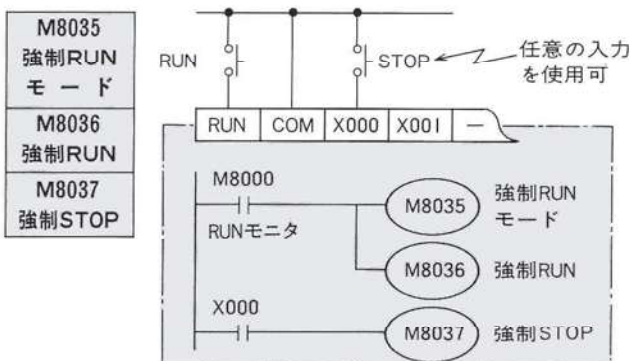 M8035
強制RUN
モード
M8036
強制RUN
M8037
強制STOP
RUN
STOP
任意の入力
を使用可
RUN COM X000 X001 —
M8000
RUNモニタ
M8035
強制RUN
モード
M8036
強制RUN
X000
M8037
強制STOP